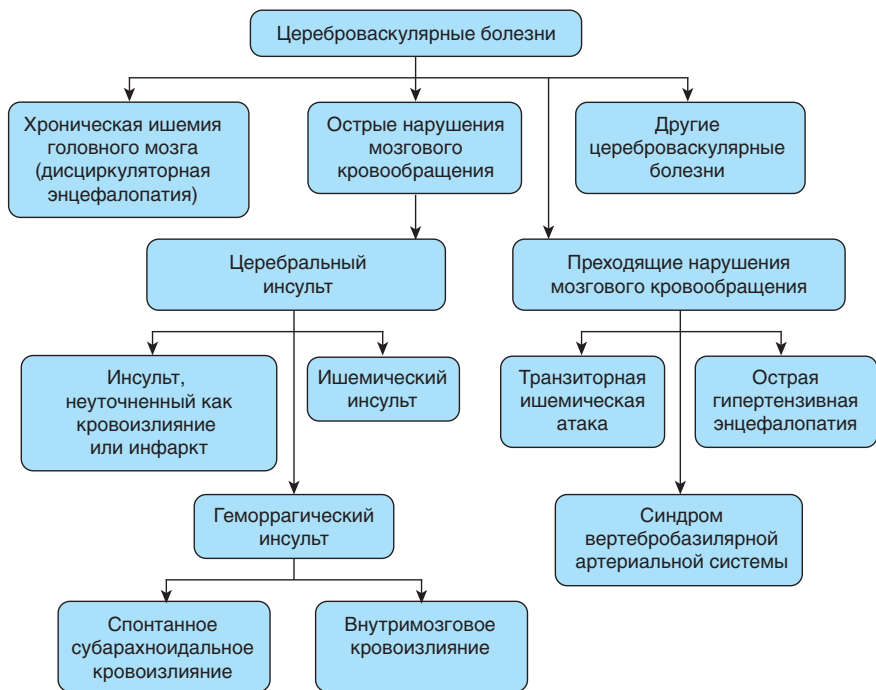 Цереброваскулярные болезни
Хроническая ишемия
головного мозга
(дисциркуляторная
энцефалопатия)
Острые нарушения
мозгового
кровообращения
Другие
цереброваскулярные
болезни
Церебральный
инсульт
Преходящие нарушения
мозгового кровообращения
Инсульт,
неуточненный как
кровоизлияние
или инфаркт
Ишемический
инсульт
Транзиторная
ишемическая
атака
Острая
гипертензивная
энцефалопатия
Геморрагический
инсульт
Синдром
вертебробазилярной
артериальной системы
Спонтанное
субарахноидальное
кровоизлияние
Внутримозговое
кровоизлияние